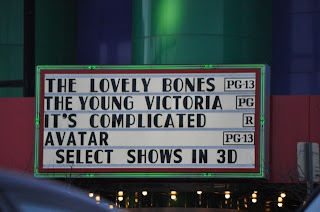 THE LOVELY BONES PG-13
THE YOUNG VICTORIA PG
IT'S COMPLICATED R
AVATAR PG-13
SELECT SHOWS IN 3D